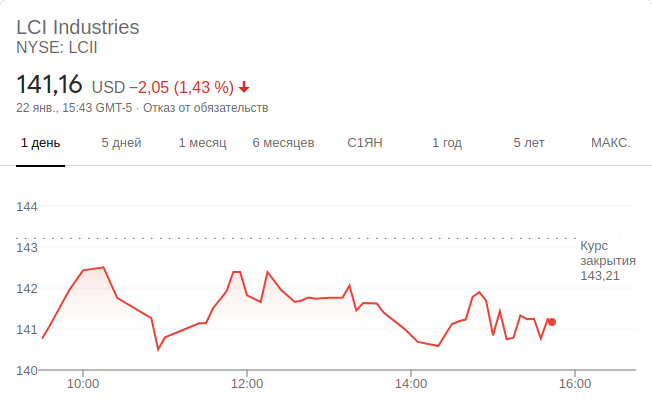 LCI Industries
NYSE: LCII
141,16 USD −2,05 (1,43 %)
22 янв., 15:43 GMT-5 · Отказ от обязательств
1 день 5 дней 1 месяц 6 месяцев С1ЯН 1 год 5 лет МАКС.
144
143
Курс
закрытия
143,21
142
141
140
10:00 12:00 14:00 16:00